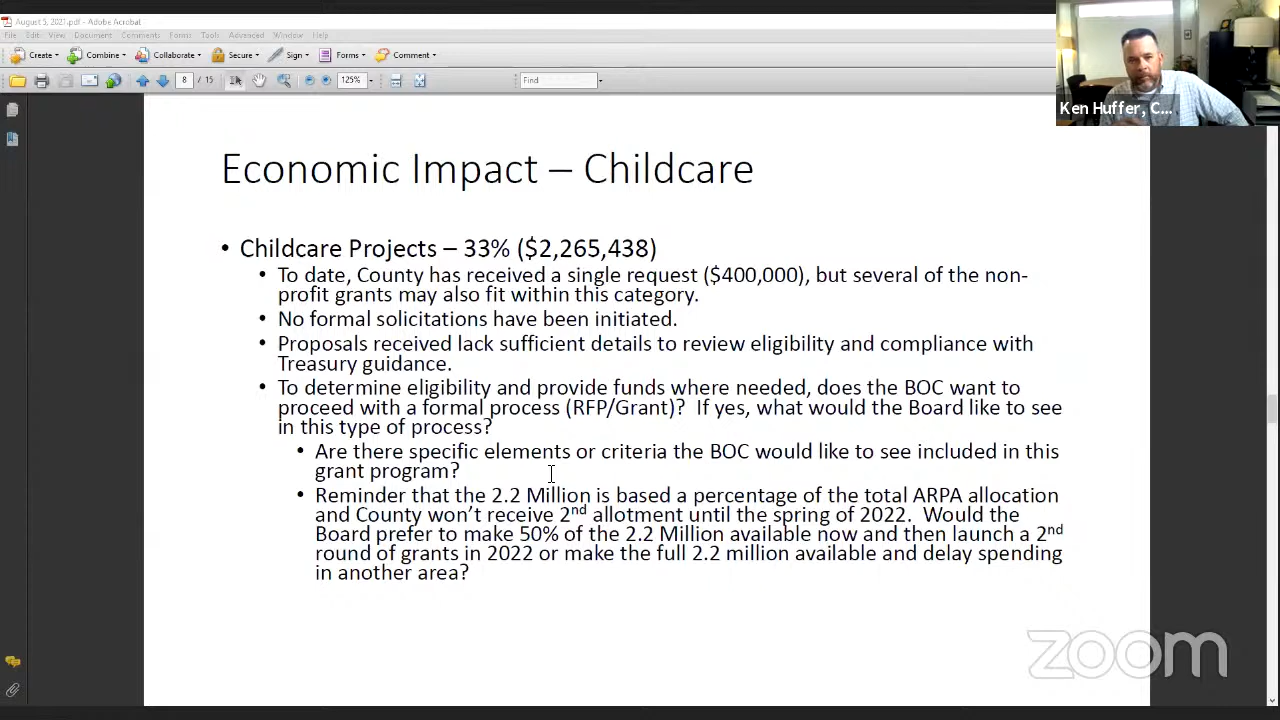 August 5, 2021.pdf - Adobe Acrobat
File Edit View Document Comments Forms Tools Advanced Window Help
Create Combine Collaborate Secure Sign Forms Comment
8 / 15 125% Find
Ken Huffer, C...
Economic Impact – Childcare
• Childcare Projects – 33% ($2,265,438)
• To date, County has received a single request ($400,000), but several of the non-
profit grants may also fit within this category.
• No formal solicitations have been initiated.
• Proposals received lack sufficient details to review eligibility and compliance with
Treasury guidance.
• To determine eligibility and provide funds where needed, does the BOC want to
proceed with a formal process (RFP/Grant)? If yes, what would the Board like to see
in this type of process?
• Are there specific elements or criteria the BOC would like to see included in this
grant program?
• Reminder that the 2.2 Million is based a percentage of the total ARPA allocation
and County won't receive 2nd allotment until the spring of 2022. Would the
Board prefer to make 50% of the 2.2 Million available now and then launch a 2nd
round of grants in 2022 or make the full 2.2 million available and delay spending
in another area?
zoom